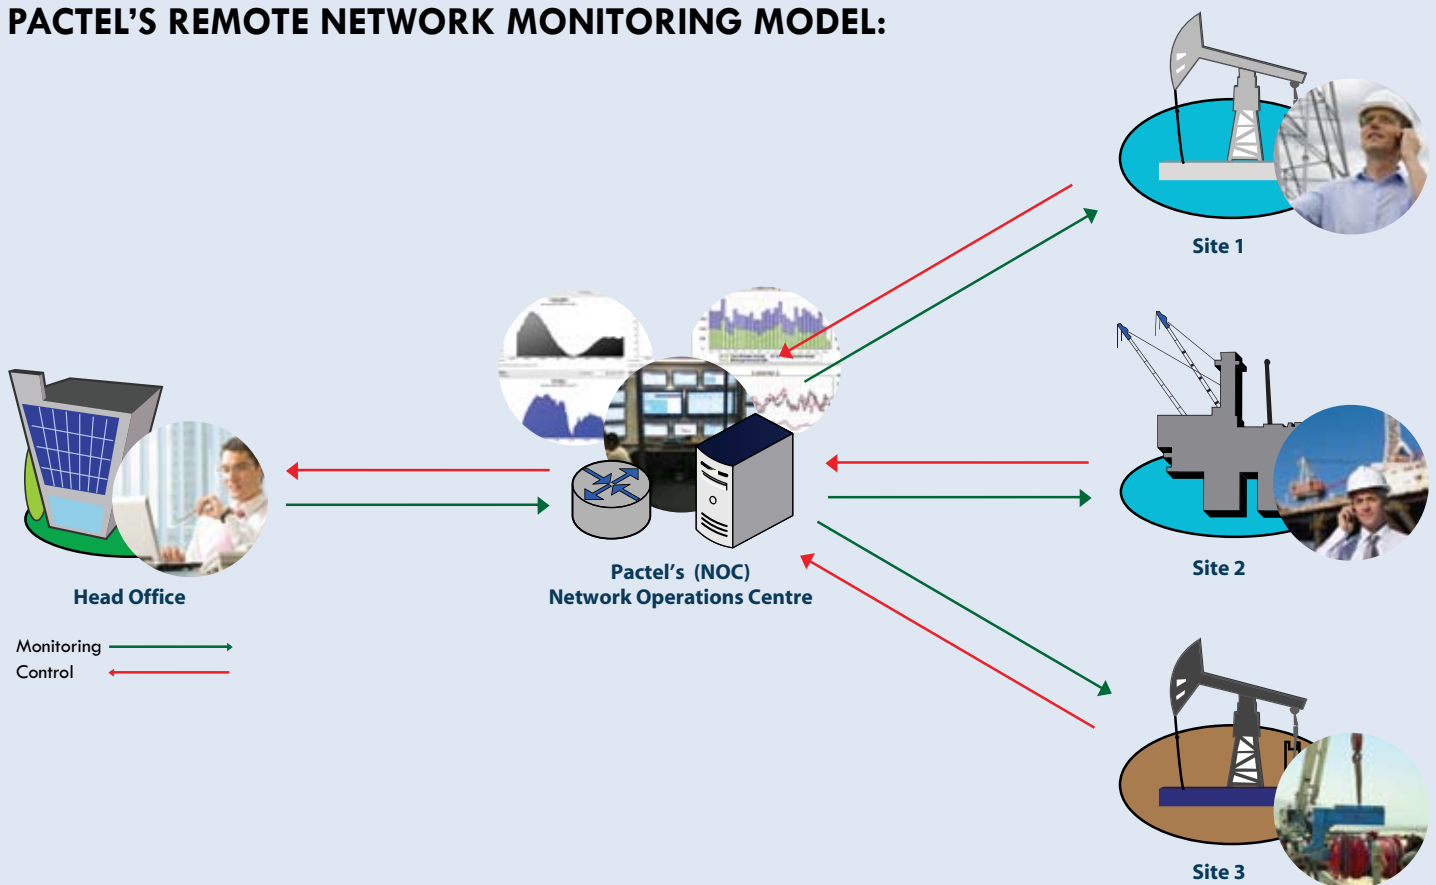 PACTEL'S REMOTE NETWORK MONITORING MODEL:
Site 1
Site 2
Pactel's (NOC)
Network Operations Centre
Head Office
Monitoring
Control
Site 3